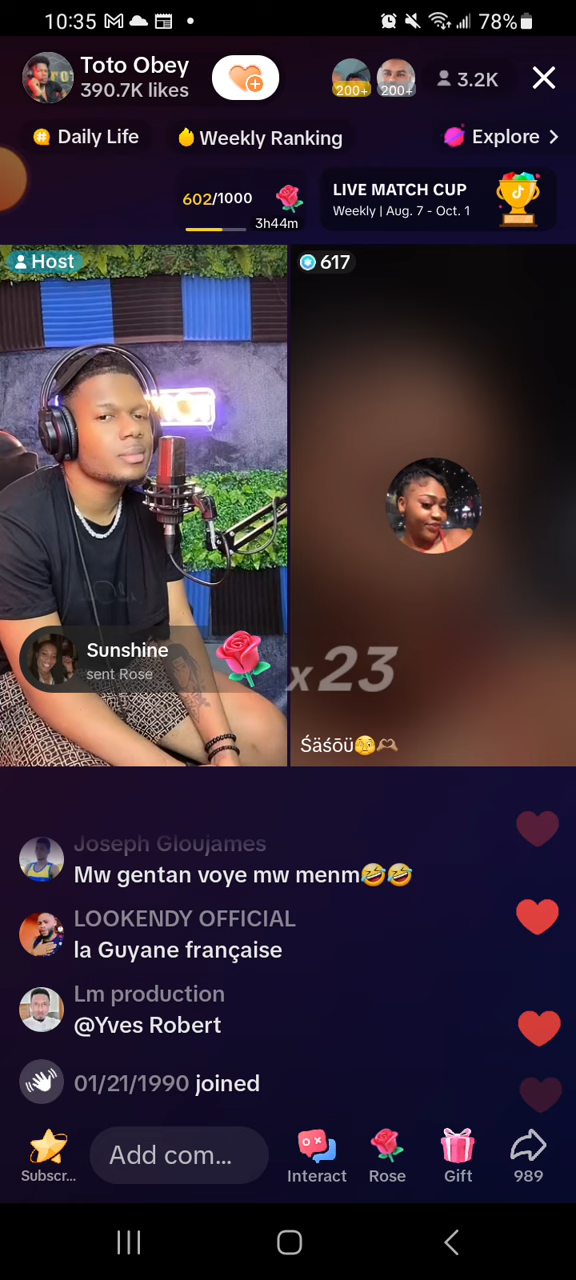 10:35
78%
Toto Obey
390.7K likes
200+
200+
3.2K
Daily Life
Weekly Ranking
Explore
602/1000
3h44m
LIVE MATCH CUP
Weekly | Aug. 7 - Oct. 1
Host
617
Sunshine
sent Rose
x23
Śäśōü🫣🫶🏼
Joseph Gloujames
Mw gentan voye mw menm🤣🤣
LOOKENDY OFFICIAL
la Guyane française
Lm production
@Yves Robert
01/21/1990 joined
Subscr...
Add com...
Interact
Rose
Gift
989